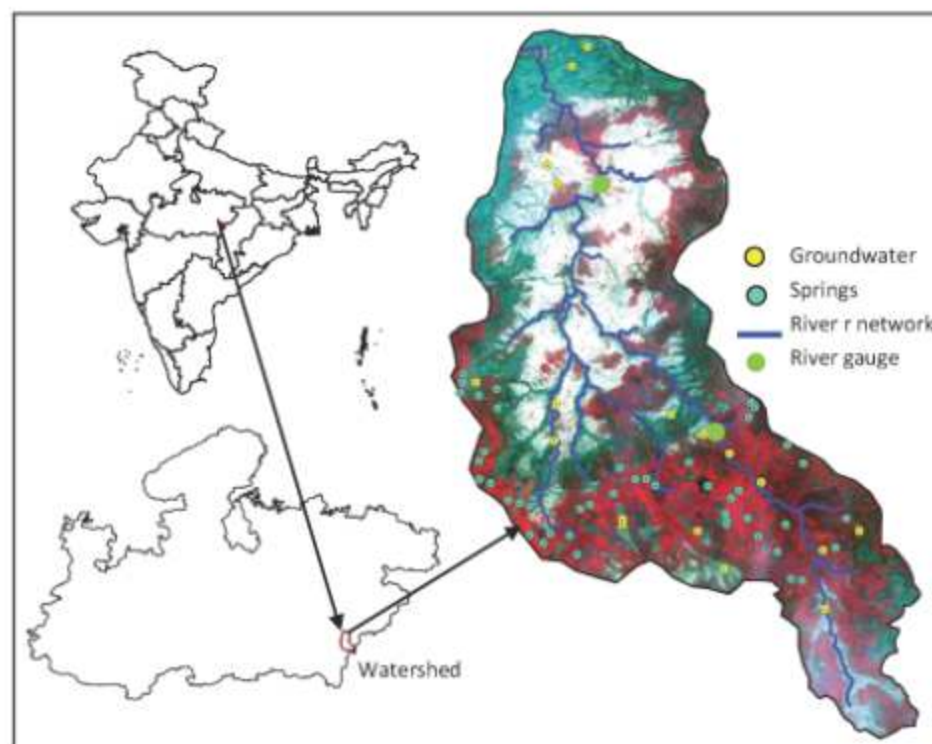 Groundwater
Springs
River r network
River gauge
Watershed